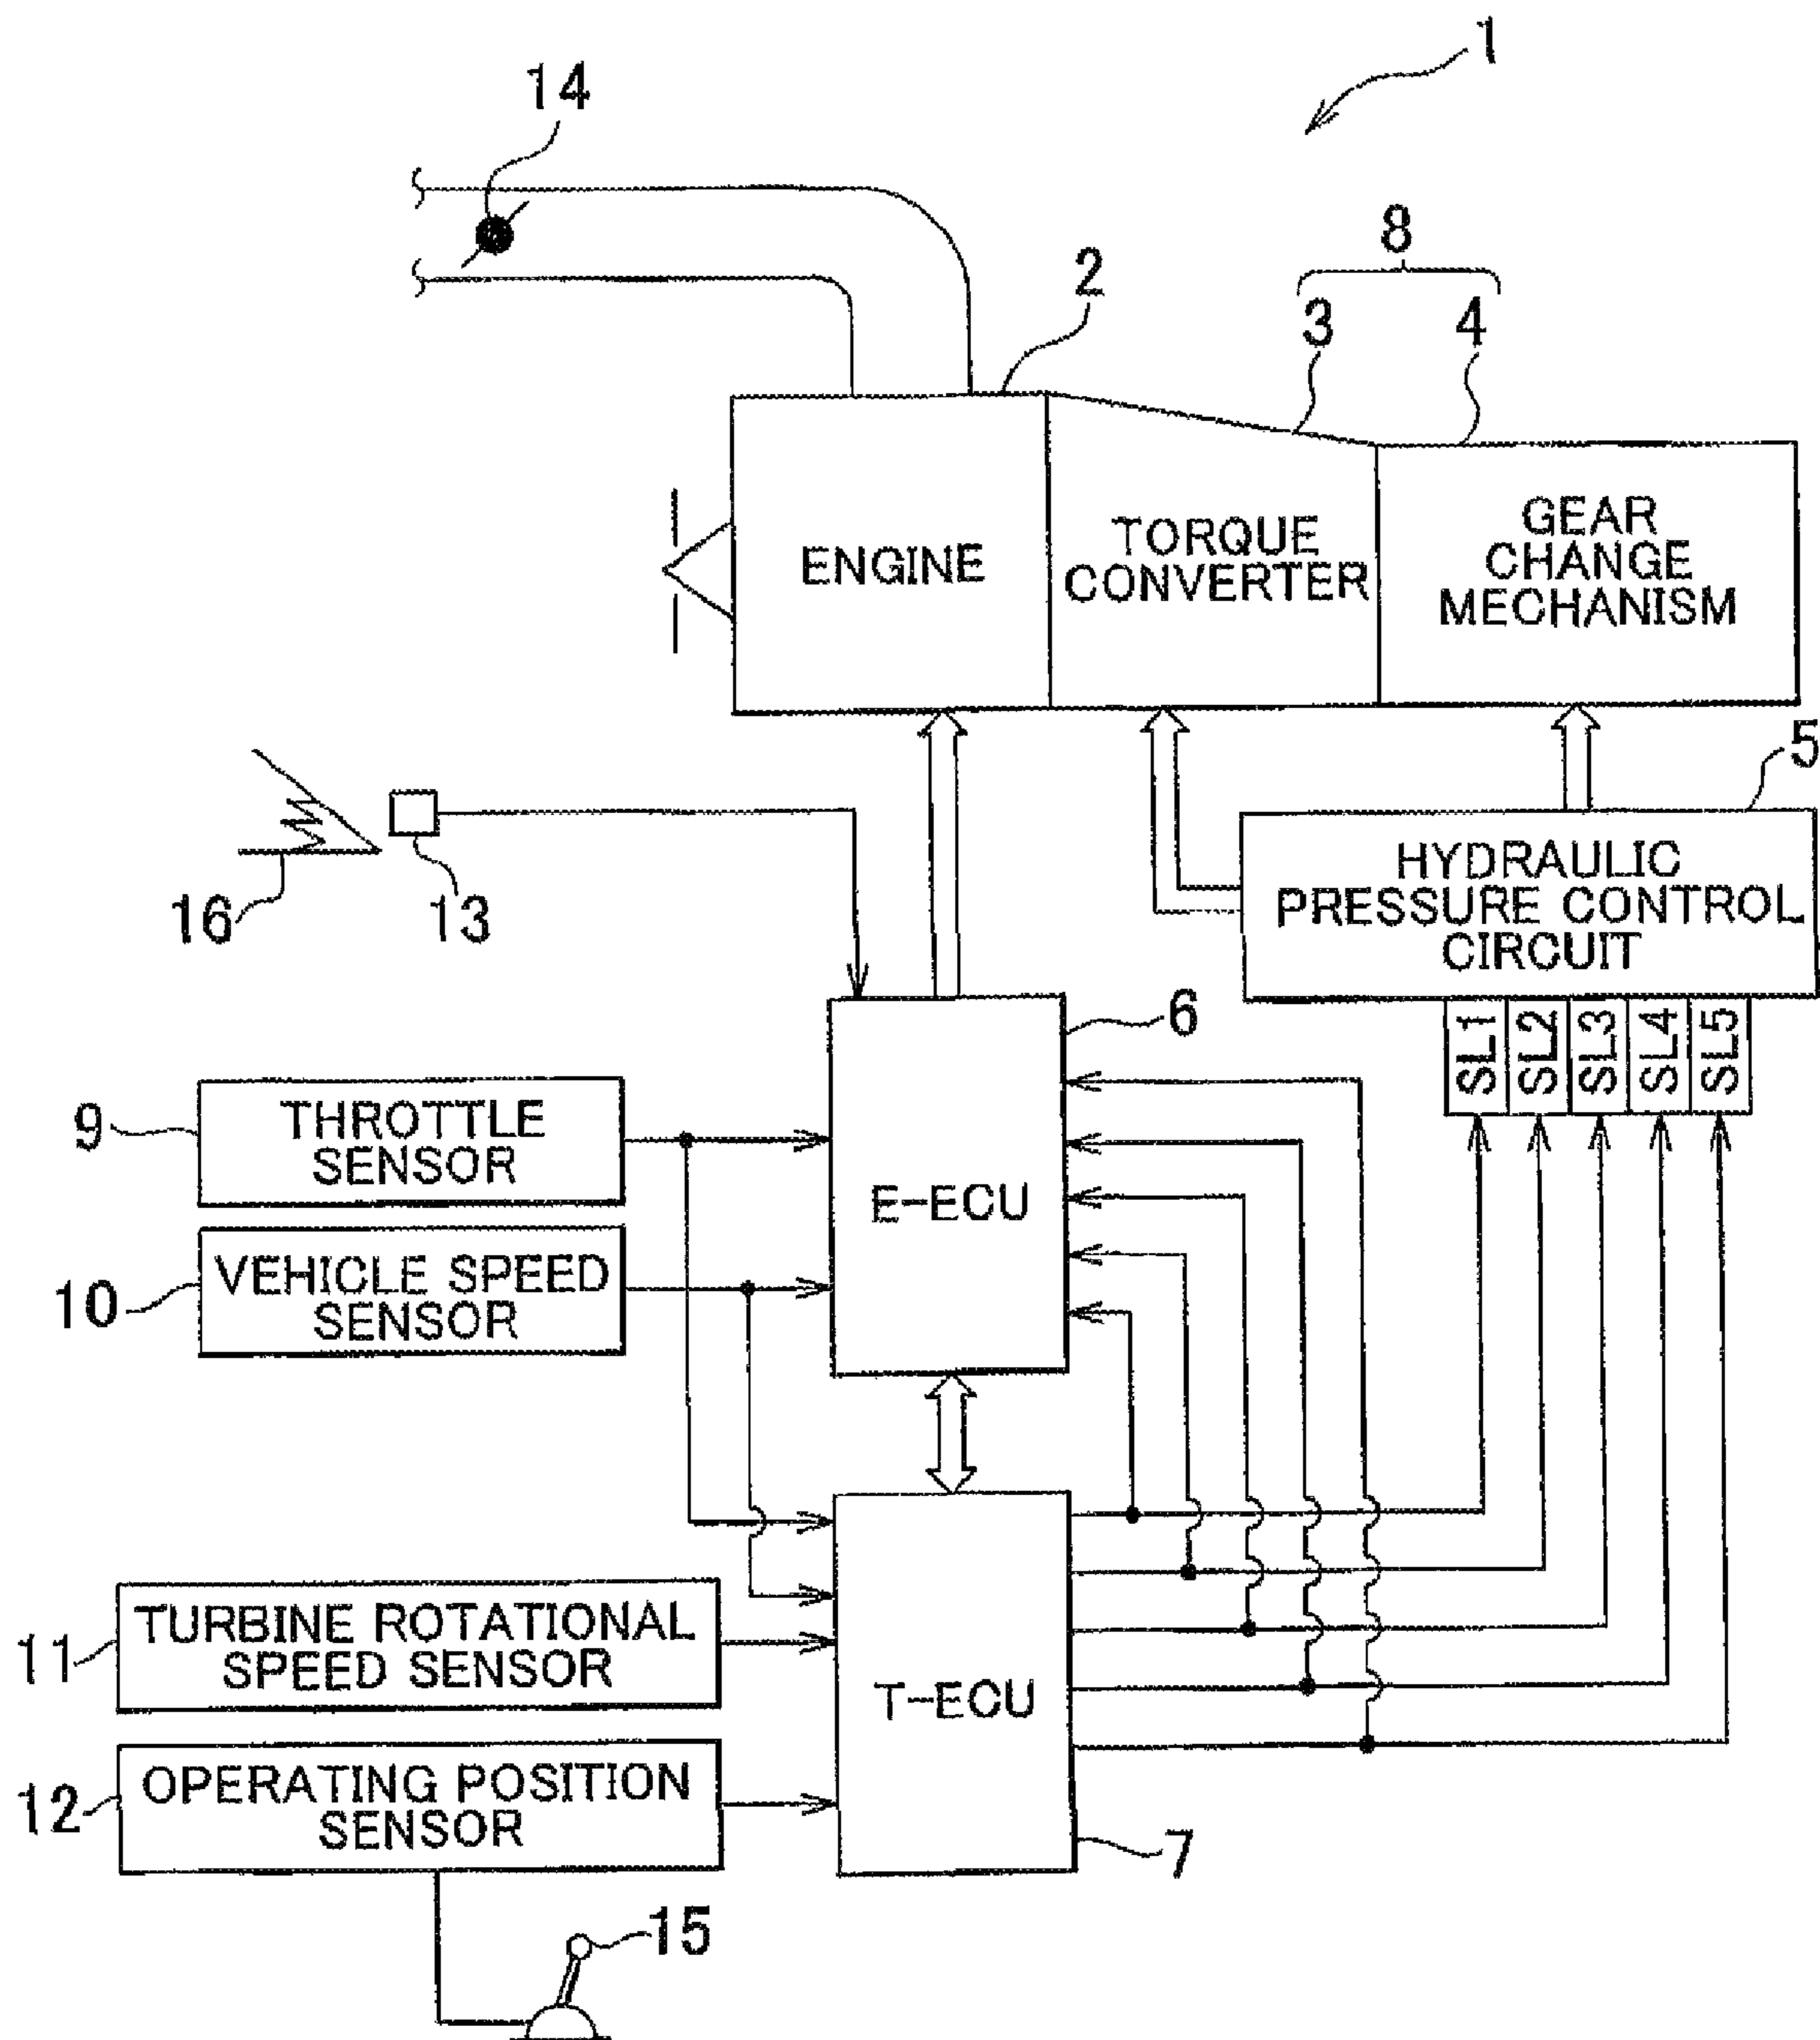 1
14
8
2
3
4
ENGINE
TORQUE
CONVERTER
GEAR
CHANGE
MECHANISM
5
HYDRAULIC
PRESSURE CONTROL
CIRCUIT
16
13
6
SL1
SL2
SL3
SL4
SL5
9
THROTTLE
SENSOR
E-ECU
10
VEHICLE SPEED
SENSOR
11
TURBINE ROTATIONAL
SPEED SENSOR
T-ECU
12
OPERATING POSITION
SENSOR
7
15